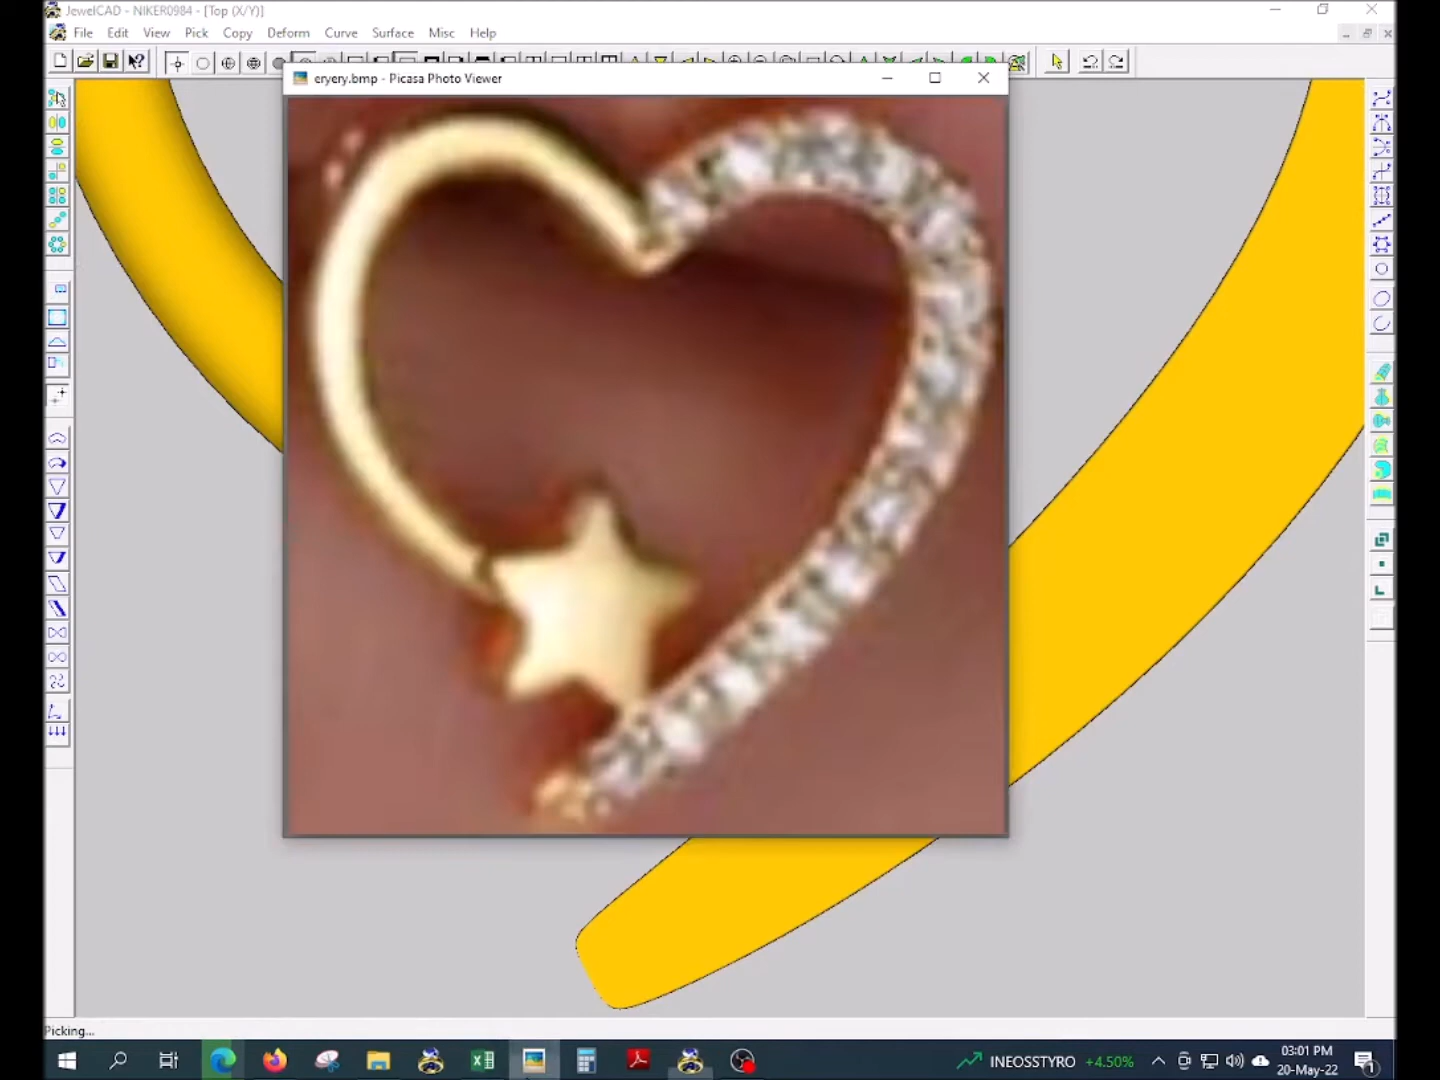 JewelCAD - NIKER0984 - [Top (X/Y)]
File Edit View Pick Copy Deform Curve Surface Misc Help
eryery.bmp - Picasa Photo Viewer
Picking...
INEOSSTYRO +4.50%
03:01 PM
20-May-22
1